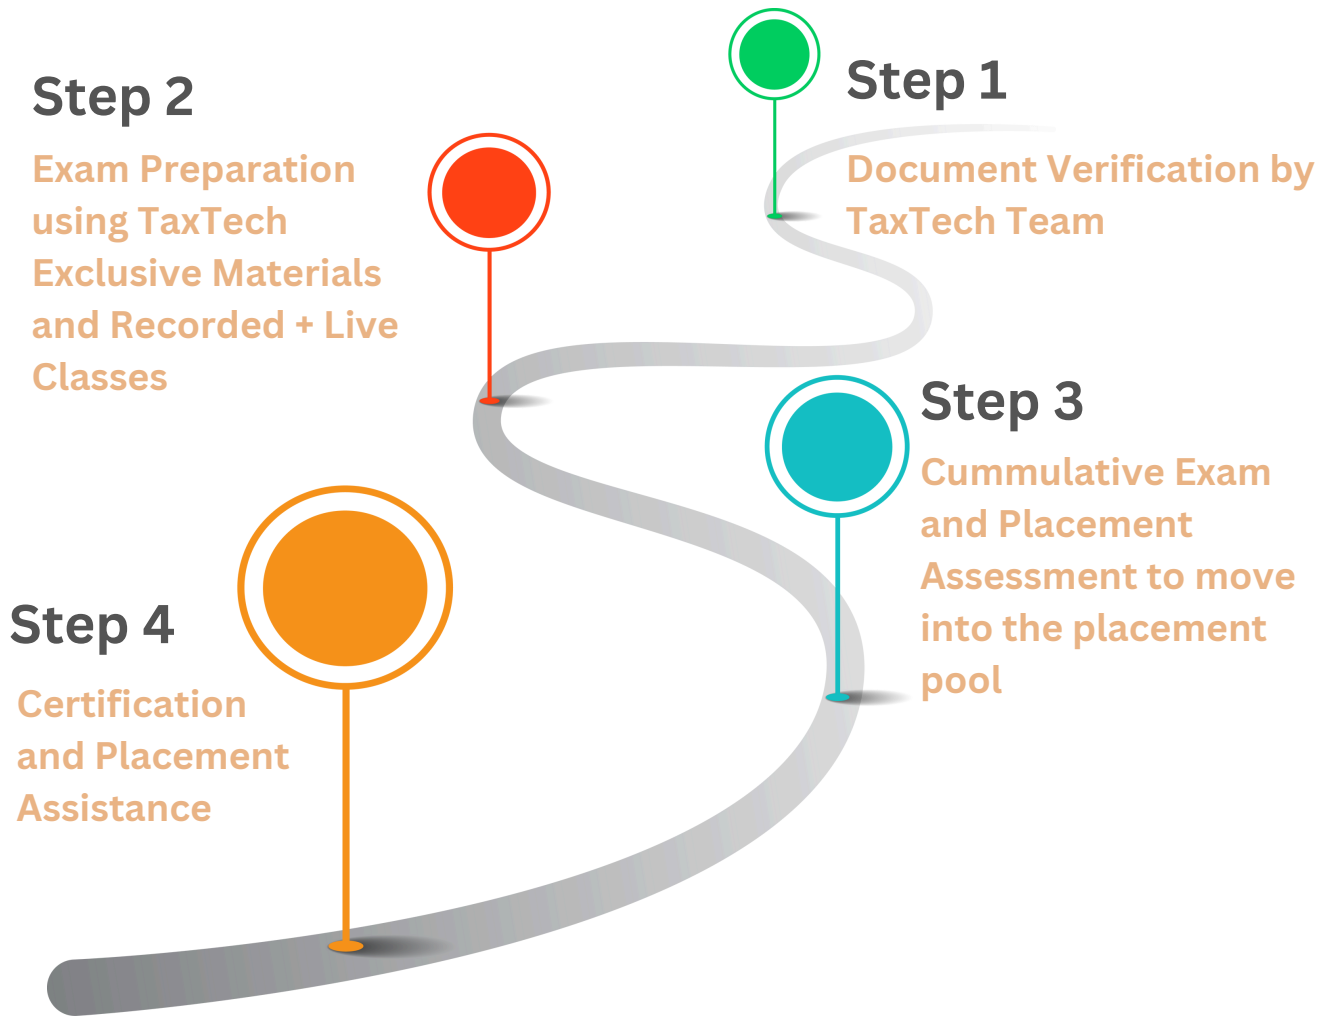 Step 1
Document Verification by
TaxTech Team
Step 2
Exam Preparation
using TaxTech
Exclusive Materials
and Recorded + Live
Classes
Step 3
Cummulative Exam
and Placement
Assessment to move
into the placement
pool
Step 4
Certification
and Placement
Assistance